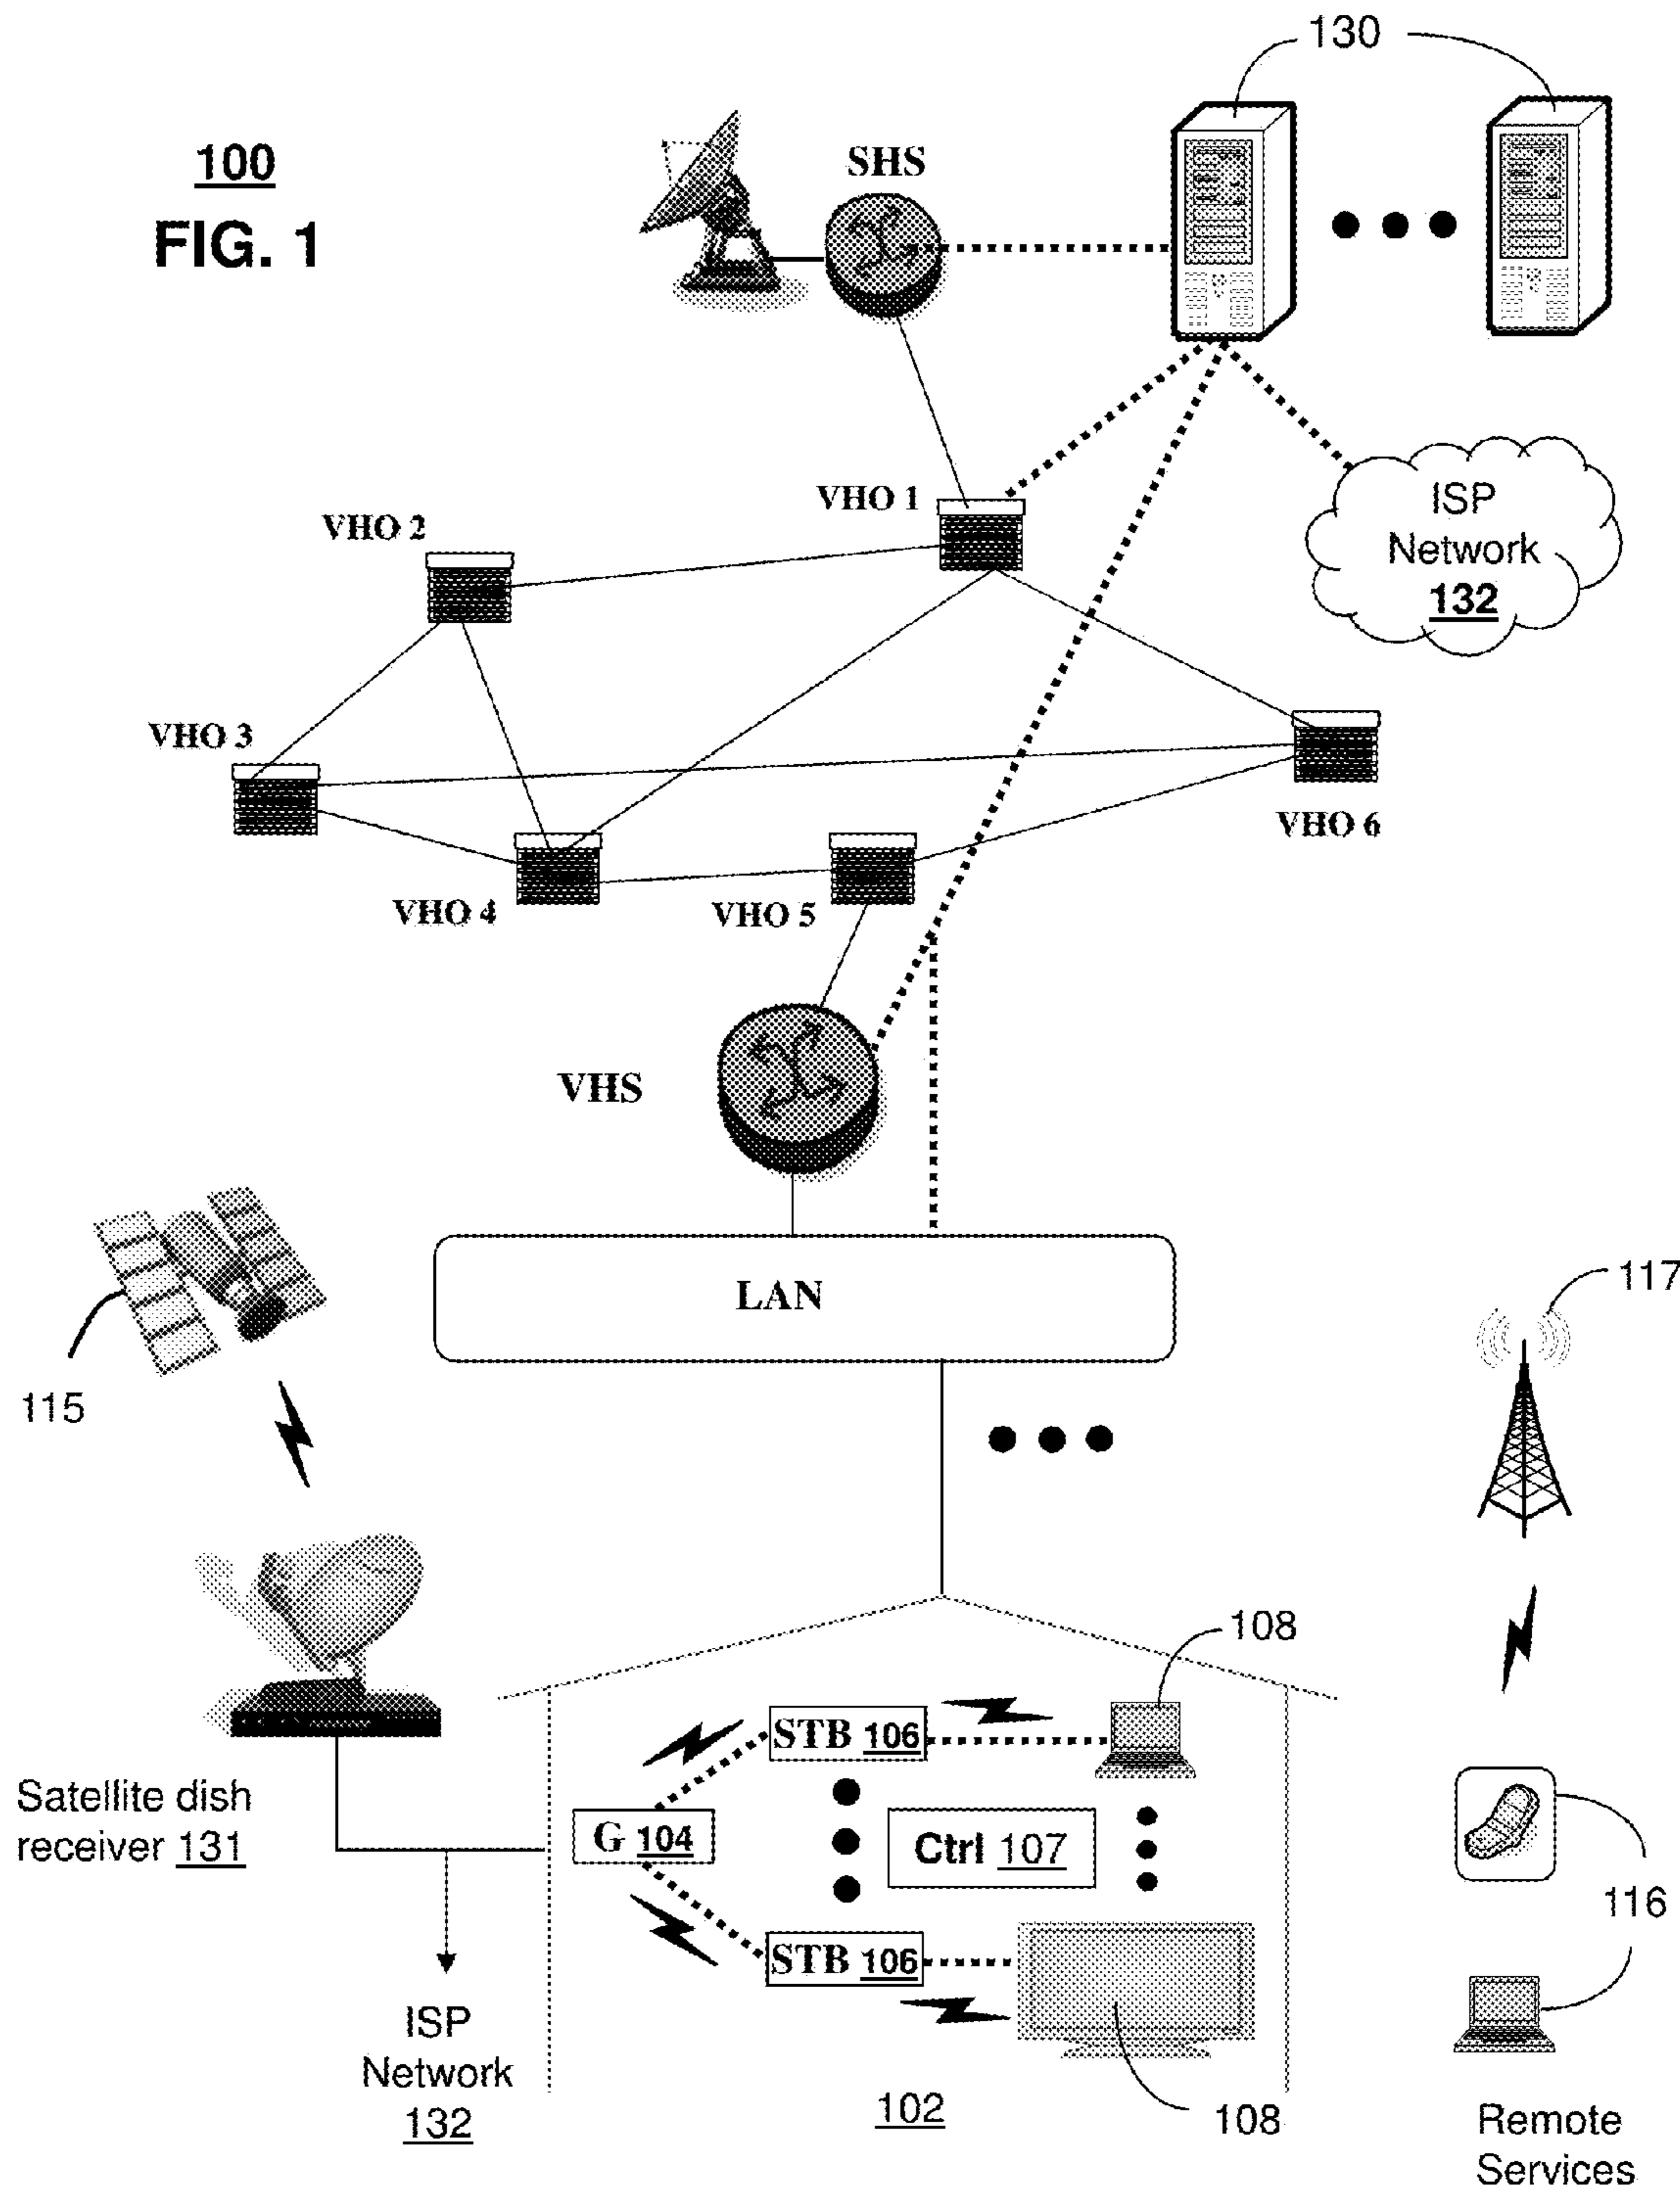 130
100
FIG. 1
SHS
ISP
Network
132
VHO 1
VHO 2
VHO 3
VHO 6
VHO 4
VHO 5
VHS
LAN
117
115
108
STB 106
Satellite dish
receiver 131
G 104
Ctrl 107
116
STB 106
ISP
Network
132
102
108
Remote
Services